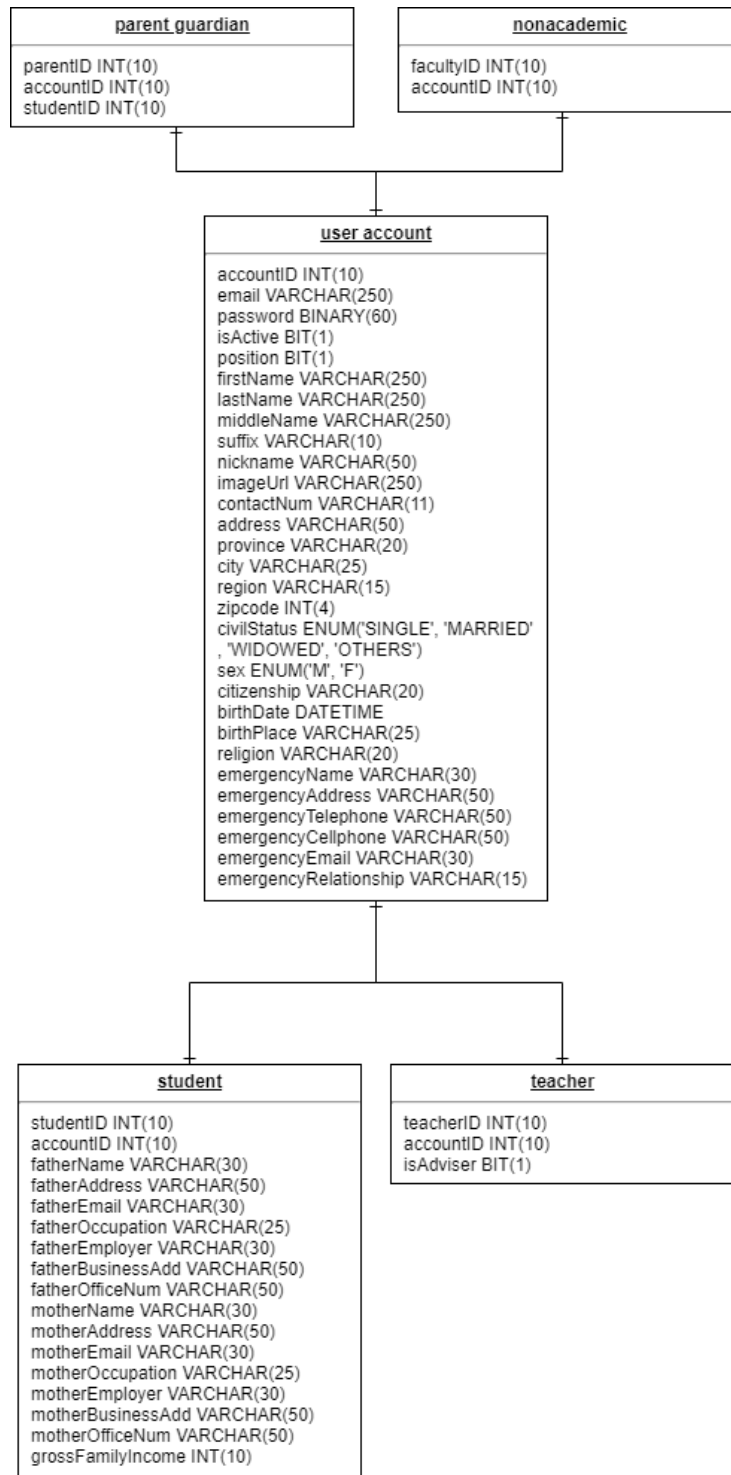 parent guardian
parentID INT(10)
accountID INT(10)
studentID INT(10)
nonacademic
facultyID INT(10)
accountID INT(10)
user account
accountID INT(10)
email VARCHAR(250)
password BINARY(60)
isActive BIT(1)
position BIT(1)
firstName VARCHAR(250)
lastName VARCHAR(250)
middleName VARCHAR(250)
suffix VARCHAR(10)
nickname VARCHAR(50)
imageUrl VARCHAR(250)
contactNum VARCHAR(11)
address VARCHAR(50)
province VARCHAR(20)
city VARCHAR(25)
region VARCHAR(15)
zipcode INT(4)
civilStatus ENUM('SINGLE', 'MARRIED'
, 'WIDOWED', 'OTHERS')
sex ENUM('M', 'F')
citizenship VARCHAR(20)
birthDate DATETIME
birthPlace VARCHAR(25)
religion VARCHAR(20)
emergencyName VARCHAR(30)
emergencyAddress VARCHAR(50)
emergencyTelephone VARCHAR(50)
emergencyCellphone VARCHAR(50)
emergencyEmail VARCHAR(30)
emergencyRelationship VARCHAR(15)
student
studentID INT(10)
accountID INT(10)
fatherName VARCHAR(30)
fatherAddress VARCHAR(50)
fatherEmail VARCHAR(30)
fatherOccupation VARCHAR(25)
fatherEmployer VARCHAR(30)
fatherBusinessAdd VARCHAR(50)
fatherOfficeNum VARCHAR(50)
motherName VARCHAR(30)
motherAddress VARCHAR(50)
motherEmail VARCHAR(30)
motherOccupation VARCHAR(25)
motherEmployer VARCHAR(30)
motherBusinessAdd VARCHAR(50)
motherOfficeNum VARCHAR(50)
grossFamilyIncome INT(10)
teacher
teacherID INT(10)
accountID INT(10)
isAdviser BIT(1)